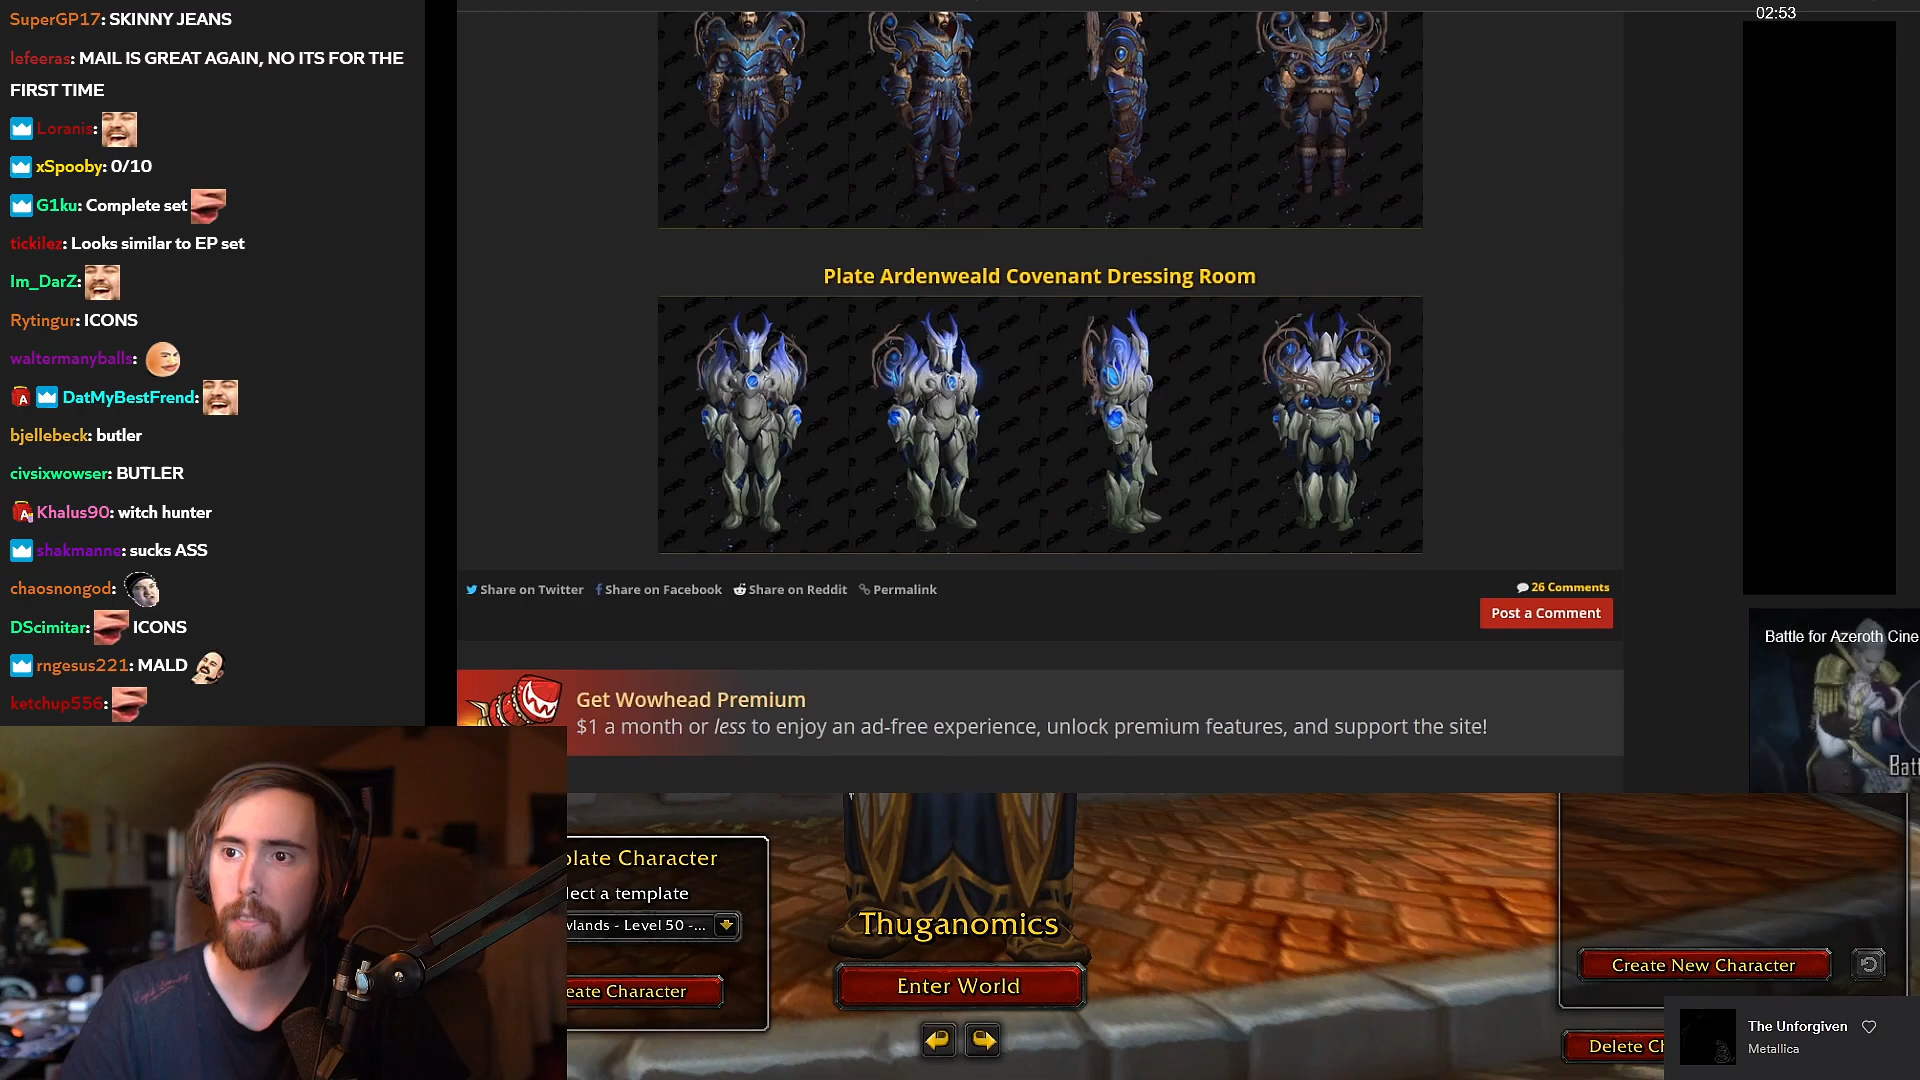 SuperGP17: SKINNY JEANS
lefeeras: MAIL IS GREAT AGAIN, NO ITS FOR THE
FIRST TIME
Loranis:
xSpooby: 0/10
G1ku: Complete set
tickilez: Looks similar to EP set
Im_DarZ:
Rytingur: ICONS
waltermanyballs:
DatMyBestFrend:
bjellebeck: butler
civsixwowser: BUTLER
Khalus90: witch hunter
shakmanne: sucks ASS
chaosnongod:
DScimitar: ICONS
rngesus221: MALD
ketchup556:
02:53
Plate Ardenweald Covenant Dressing Room
Share on Twitter Share on Facebook Share on Reddit Permalink
26 Comments
Post a Comment
Get Wowhead Premium
$1 a month or less to enjoy an ad-free experience, unlock premium features, and support the site!
Battle for Azeroth Cine
Batt
plate Character
lect a template
wlands - Level 50 -...
eate Character
Thuganomics
Enter World
Create New Character
Delete Ch
The Unforgiven
Metallica